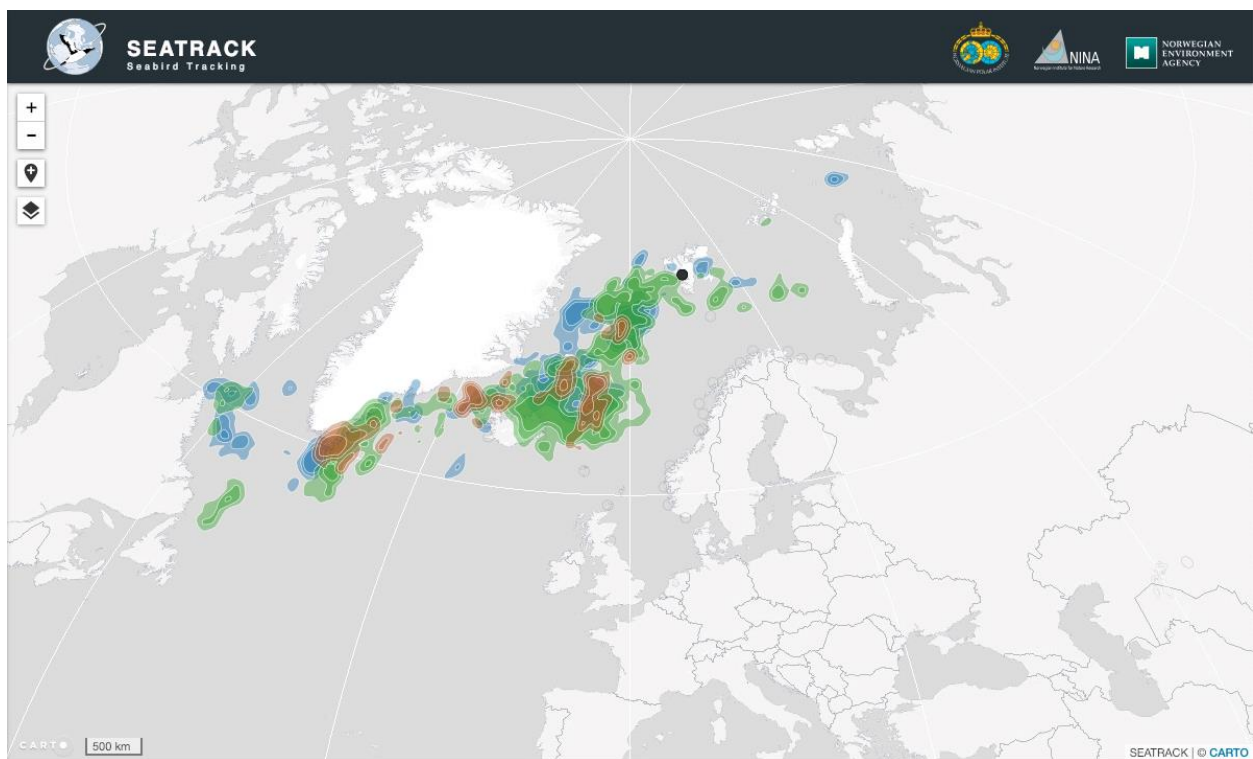 SEATRACK
Seabird Tracking
NINA
NORWEGIAN
ENVIRONMENT
AGENCY
+
−
CARTO
500 km
SEATRACK | © CARTO